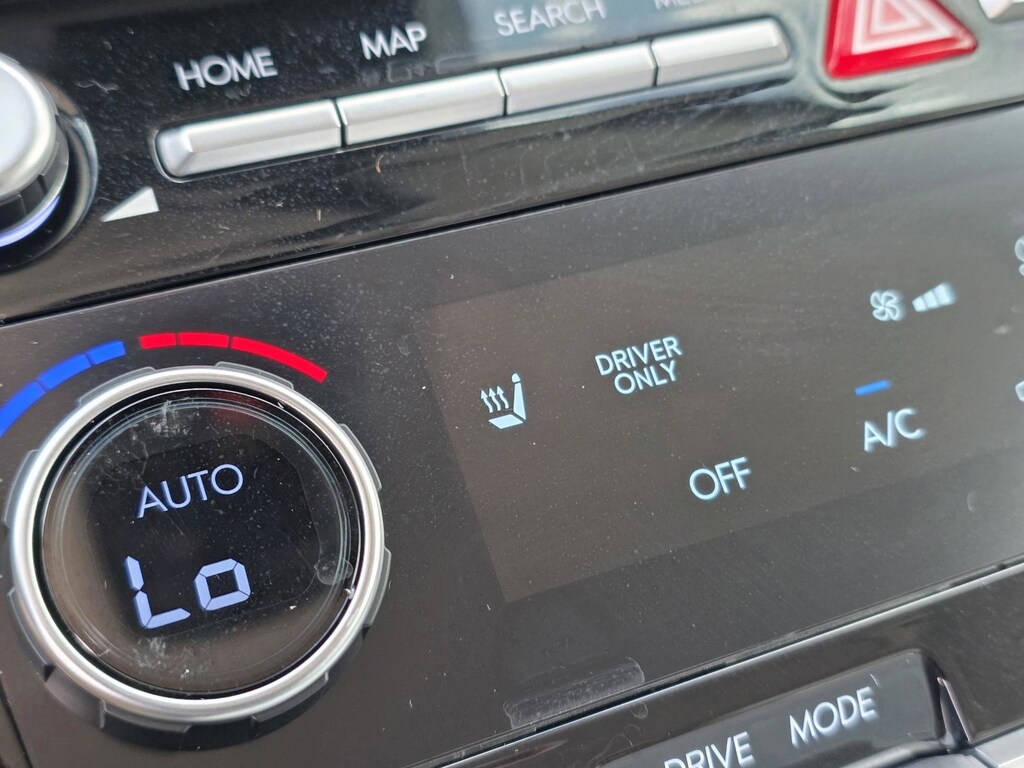 HOME
MAP
SEARCH
DRIVER
ONLY
A/C
OFF
AUTO
Lo
DRIVE MODE